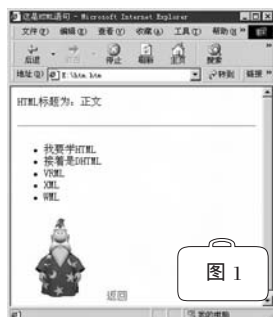 这是HTML语句 - Microsoft Internet Explorer
文件(F) 编辑(E) 查看(V) 收藏(A) 工具(T) 帮助(H) »
后退 停止 刷新 主页 搜索 »
地址(D) E:\htm.htm 转到 链接 »
HTML标题为：正文
我要学HTML
接着是DHTML
VRML
XML
WML
返回
图 1
我的电脑